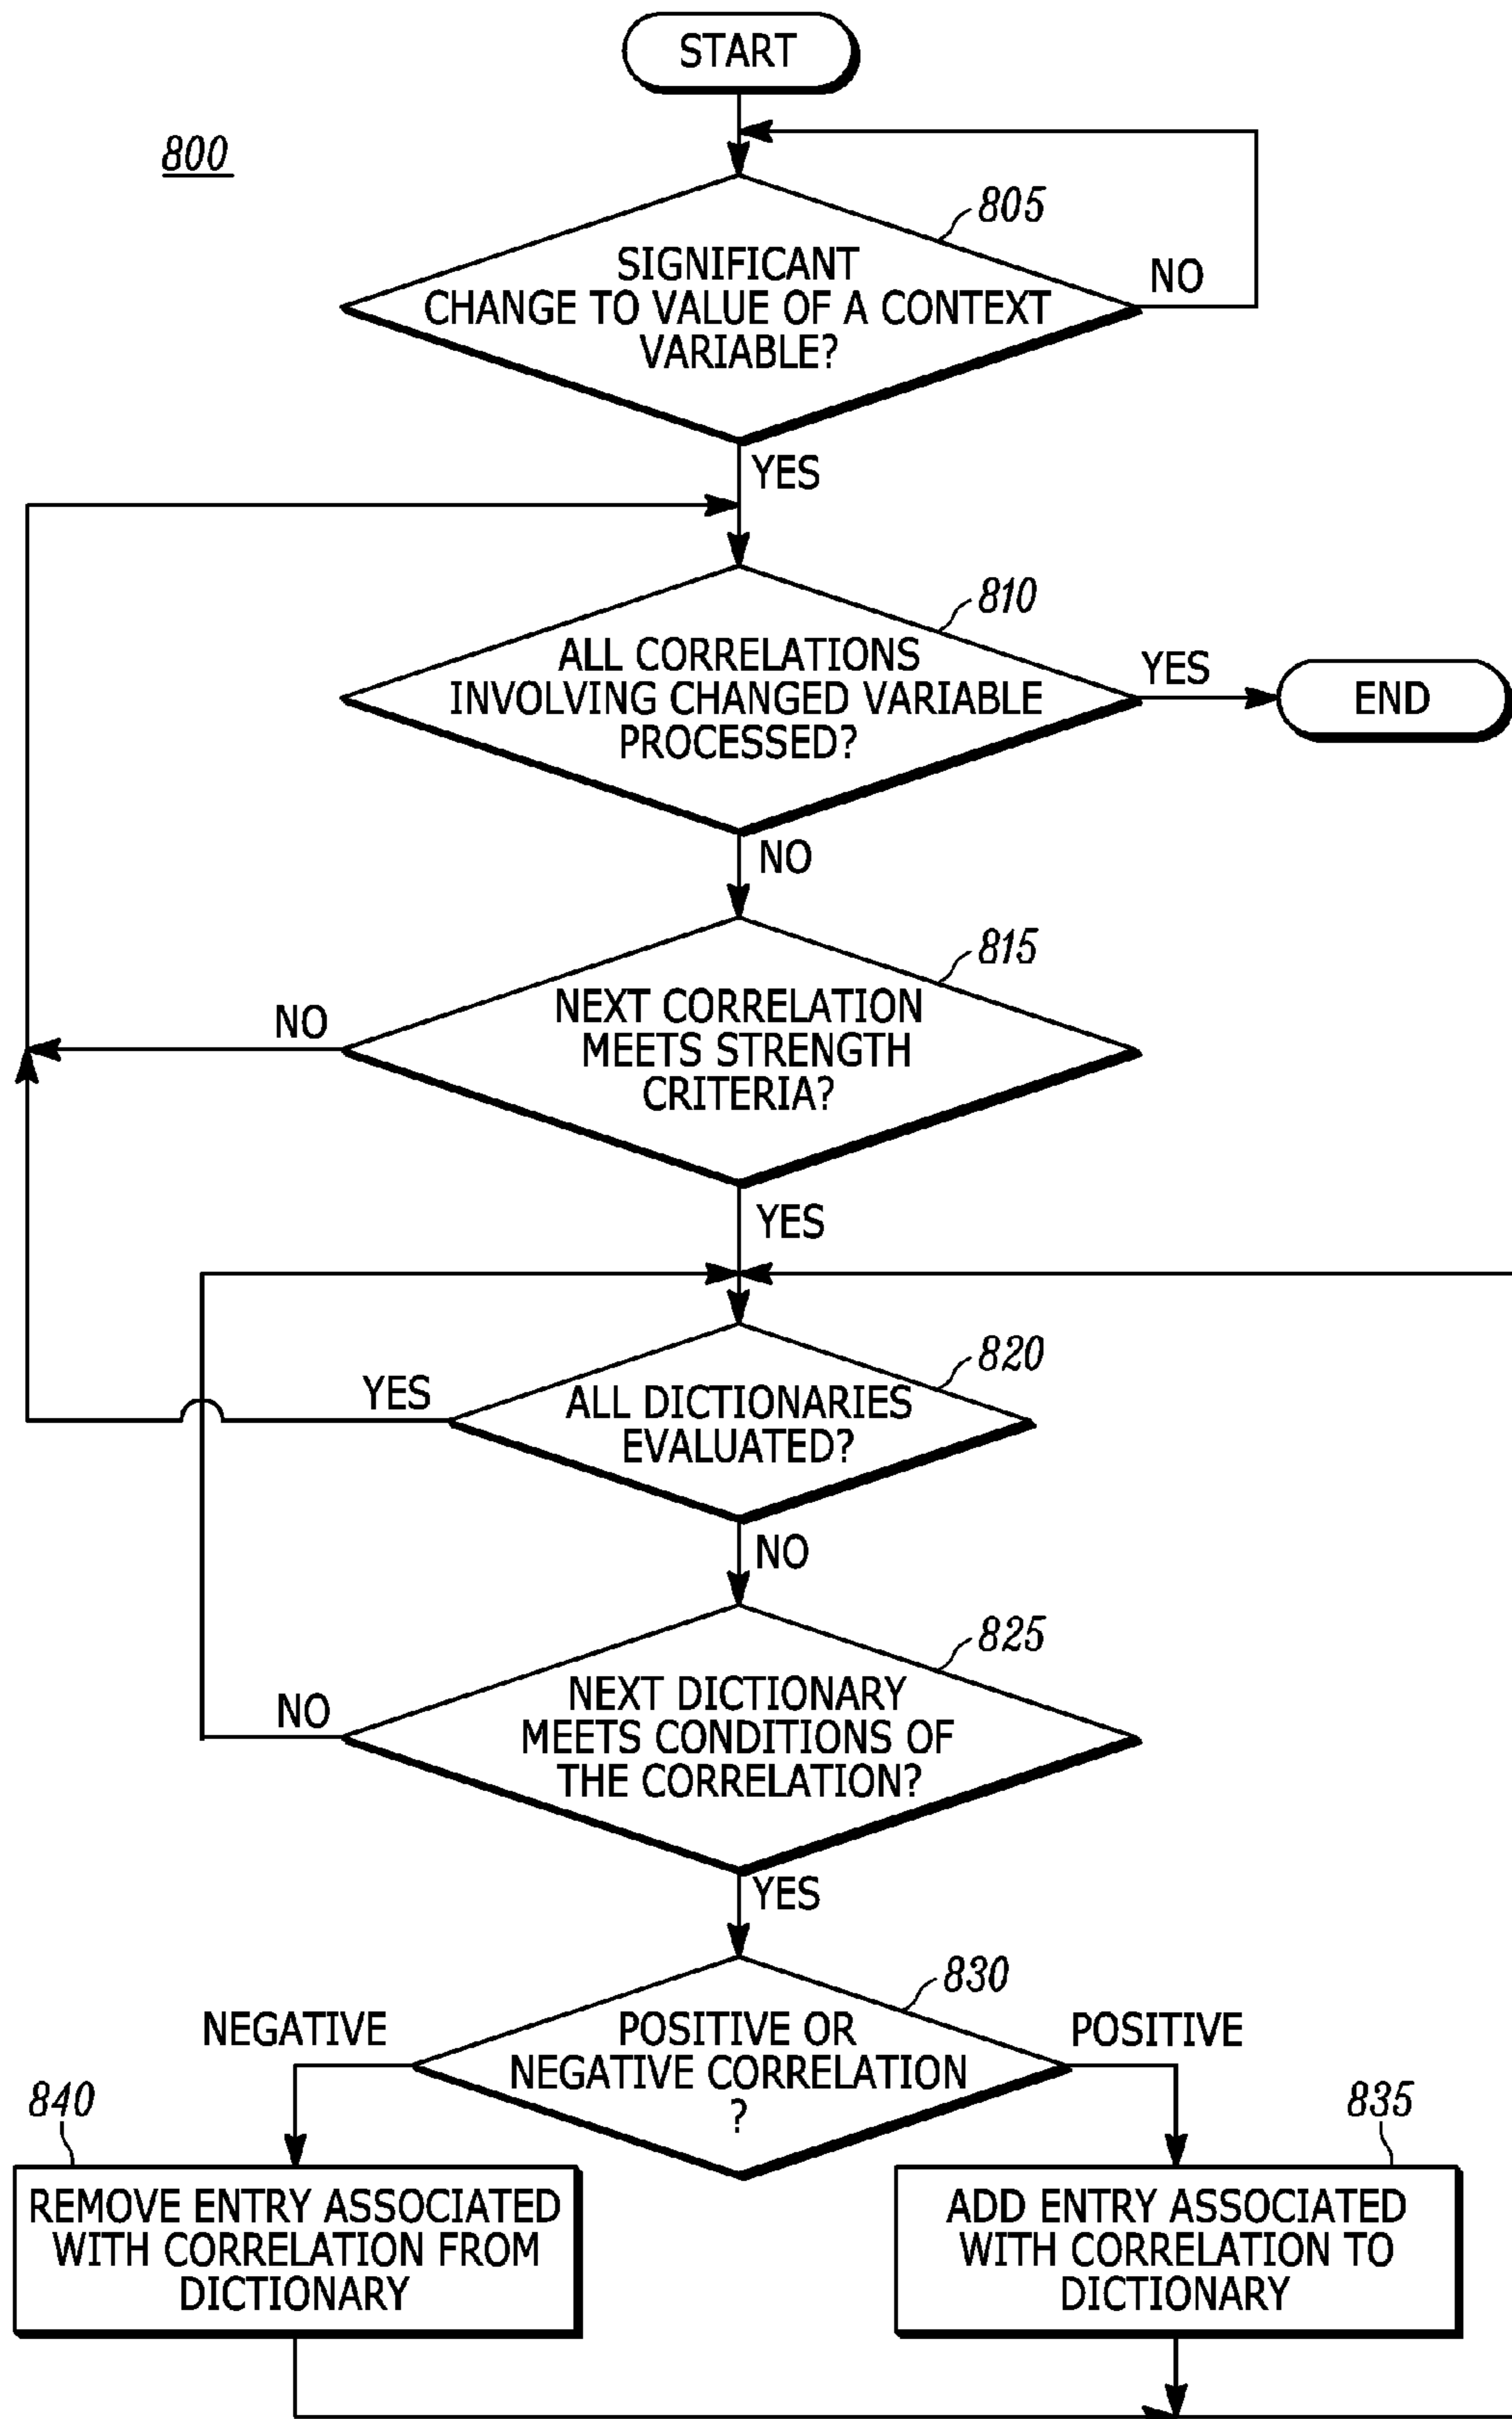 START
800
805
SIGNIFICANT
CHANGE TO VALUE OF A CONTEXT
VARIABLE?
NO
YES
810
ALL CORRELATIONS
INVOLVING CHANGED VARIABLE
PROCESSED?
YES
END
NO
815
NEXT CORRELATION
MEETS STRENGTH
CRITERIA?
NO
YES
820
ALL DICTIONARIES
EVALUATED?
YES
NO
825
NEXT DICTIONARY
MEETS CONDITIONS OF
THE CORRELATION?
NO
YES
830
POSITIVE OR
NEGATIVE CORRELATION
?
NEGATIVE
POSITIVE
840
REMOVE ENTRY ASSOCIATED
WITH CORRELATION FROM
DICTIONARY
835
ADD ENTRY ASSOCIATED
WITH CORRELATION TO
DICTIONARY